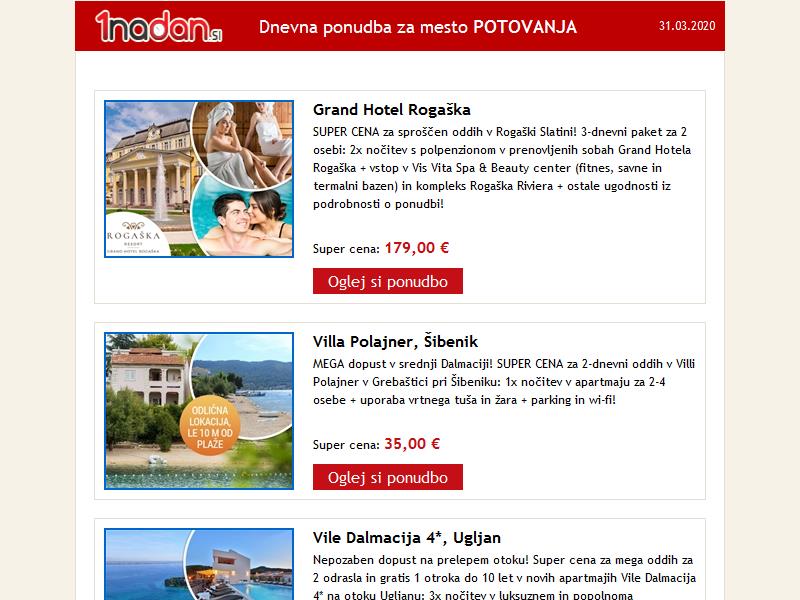 1nadan.si
Dnevna ponudba za mesto POTOVANJA
31.03.2020
Grand Hotel Rogaška
SUPER CENA za sproščen oddih v Rogaški Slatini! 3-dnevni paket za 2
osebi: 2x nočitev s polpenzionom v prenovljenih sobah Grand Hotela
Rogaška + vstop v Vis Vita Spa & Beauty center (fitnes, savne in
termalni bazen) in kompleks Rogaška Riviera + ostale ugodnosti iz
podrobnosti o ponudbi!
ROGAŠKA
RESORT
GRAND HOTEL ROGAŠKA
Super cena: 179,00 €
Oglej si ponudbo
Villa Polajner, Šibenik
MEGA dopust v srednji Dalmaciji! SUPER CENA za 2-dnevni oddih v Villi
Polajner v Grebaštici pri Šibeniku: 1x nočitev v apartmaju za 2-4
osebe + uporaba vrtnega tuša in žara + parking in wi-fi!
ODLIČNA
LOKACIJA,
LE 10 M OD
PLAŽE
Super cena: 35,00 €
Oglej si ponudbo
Vile Dalmacija 4*, Ugljan
Nepozaben dopust na prelepem otoku! Super cena za mega oddih za
2 odrasla in gratis 1 otroka do 10 let v novih apartmajih Vile Dalmacija
4* na otoku Ugljanu: 3x nočitev v luksuznem in popolnoma